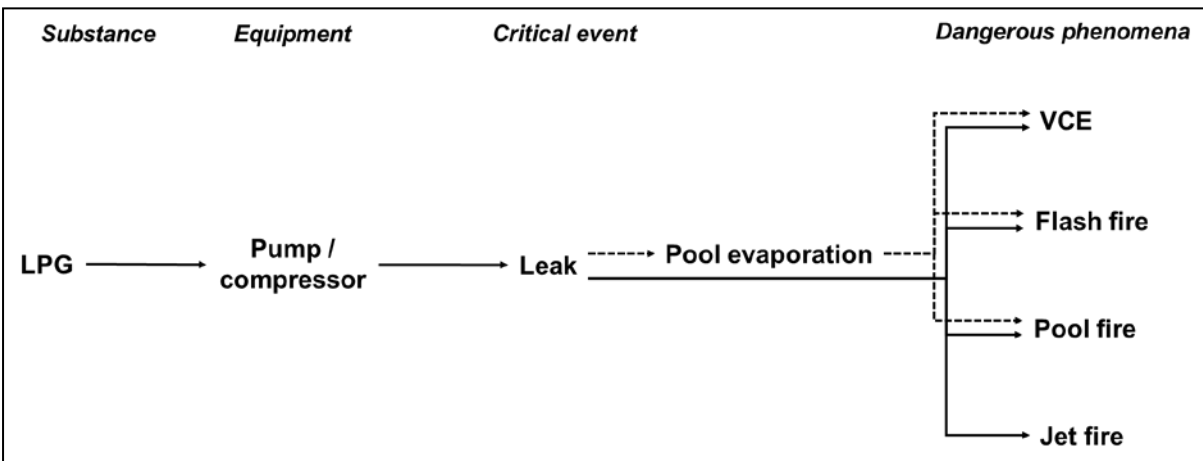 Substance Equipment Critical event Dangerous phenomena
VCE
Flash fire
Pump /
compressor
LPG
Leak
Pool evaporation
Pool fire
Jet fire